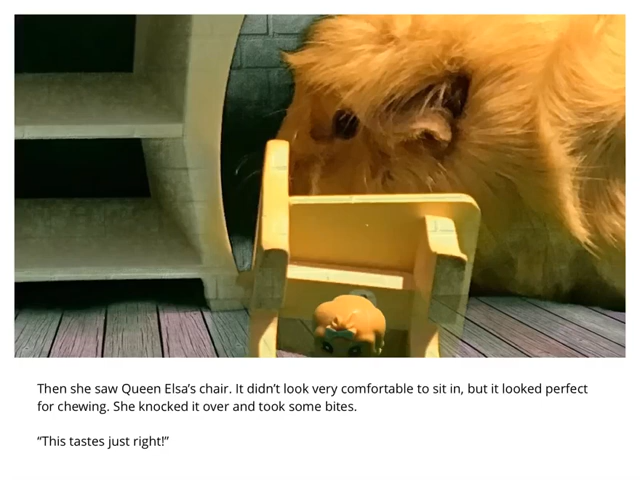 Then she saw Queen Elsa’s chair. It didn’t look very comfortable to sit in, but it looked perfect
for chewing. She knocked it over and took some bites.
“This tastes just right!”